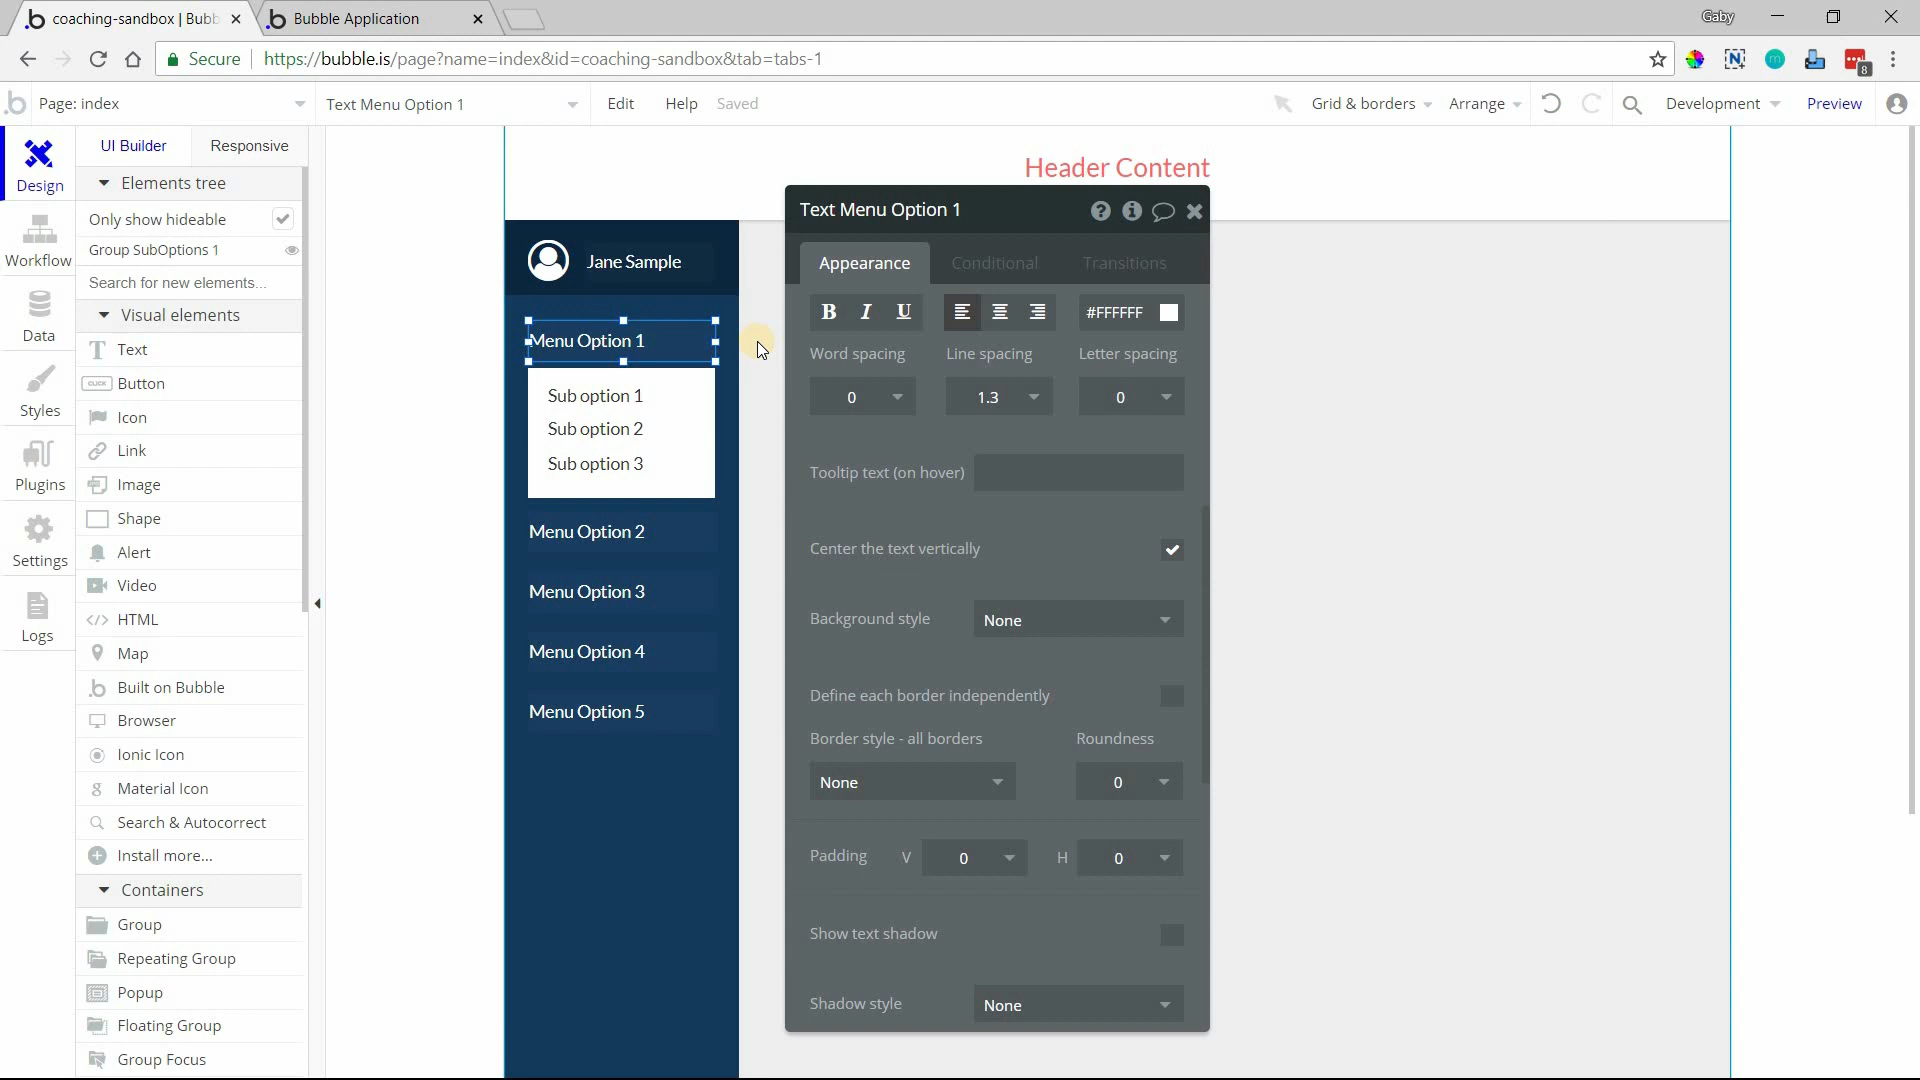 coaching-sandbox | Bubb
Bubble Application
Gaby
Secure
https://bubble.is/page?name=index&id=coaching-sandbox&tab=tabs-1
8
Page: index
Text Menu Option 1
Edit
Help
Saved
Grid & borders
Arrange
Development
Preview
Design
Workflow
Data
Styles
Plugins
Settings
Logs
UI Builder
Responsive
Elements tree
Only show hideable
Group SubOptions 1
Search for new elements...
Visual elements
Text
CLICK
Button
Icon
Link
Image
Shape
Alert
Video
HTML
Map
Built on Bubble
Browser
Ionic Icon
Material Icon
Search & Autocorrect
Install more...
Containers
Group
Repeating Group
Popup
Floating Group
Group Focus
Header Content
Jane Sample
Menu Option 1
Sub option 1
Sub option 2
Sub option 3
Menu Option 2
Menu Option 3
Menu Option 4
Menu Option 5
Text Menu Option 1
Appearance
Conditional
Transitions
B
I
U
#FFFFFF
Word spacing
Line spacing
Letter spacing
0
1.3
0
Tooltip text (on hover)
Center the text vertically
Background style
None
Define each border independently
Border style - all borders
Roundness
None
0
Padding
V
0
H
0
Show text shadow
Shadow style
None